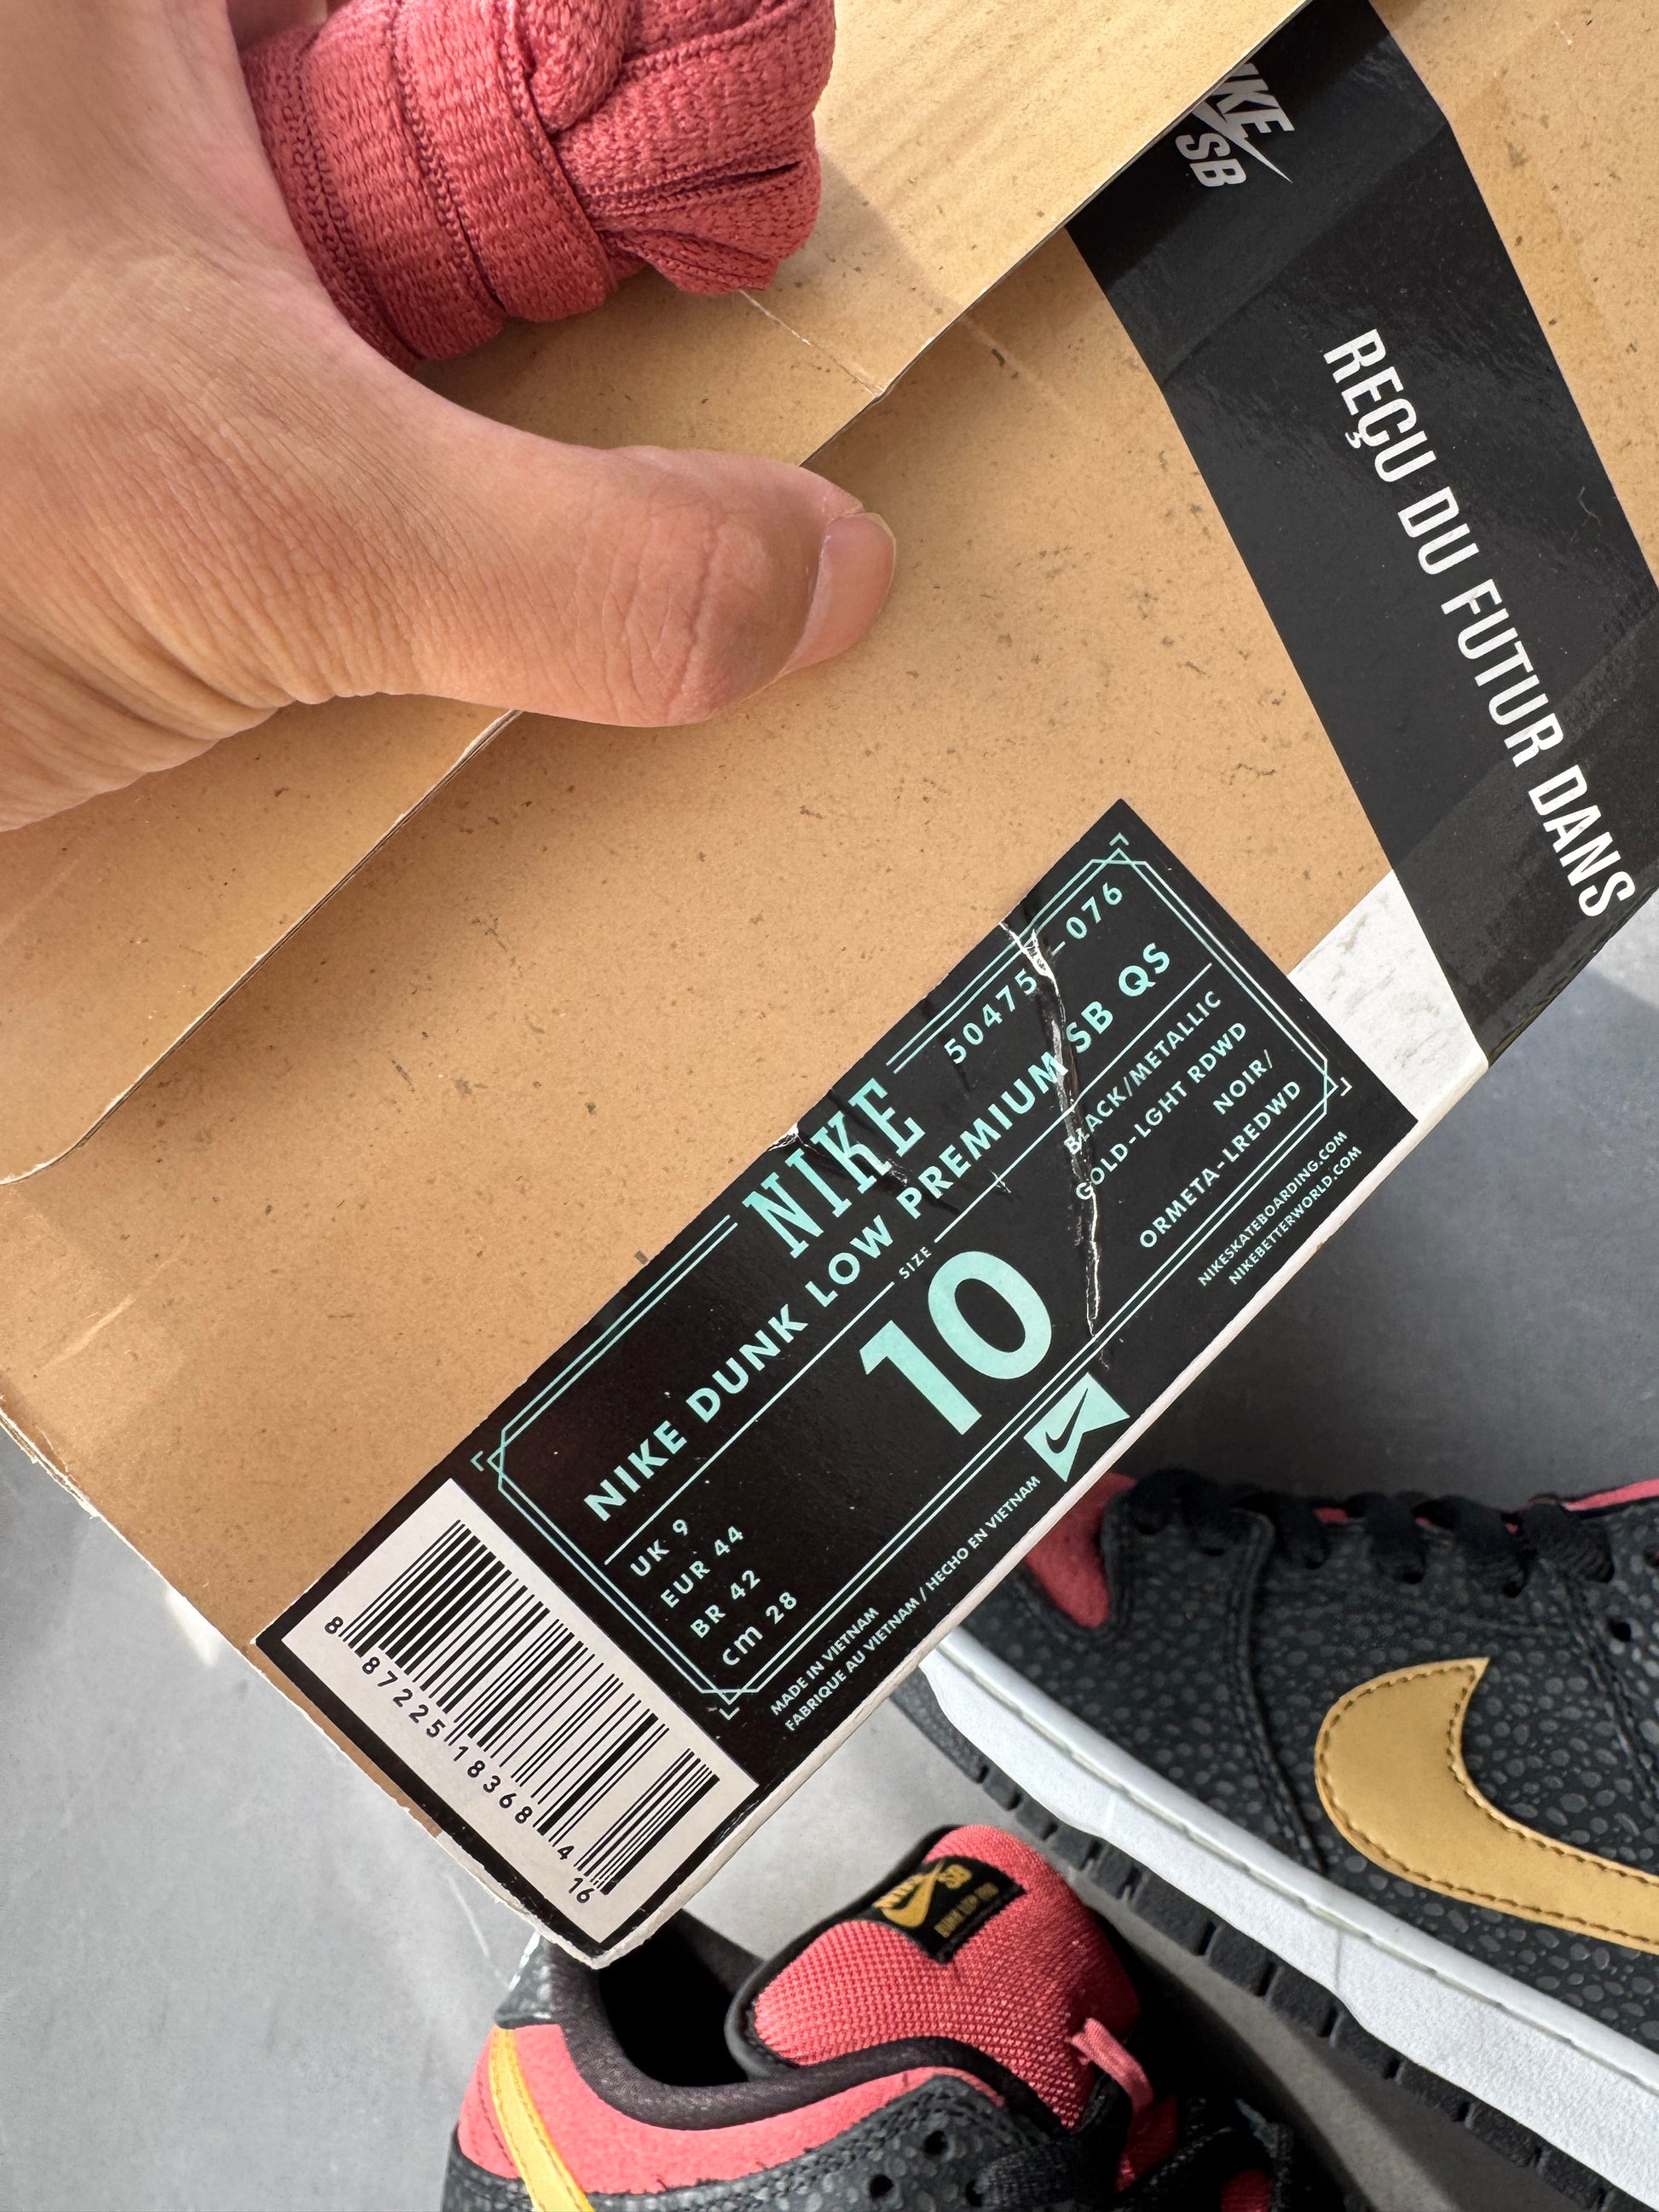 NIKE
SB
REÇU DU FUTUR DANS
NIKE
504750-076
NIKE DUNK LOW PREMIUM SB QS
SIZE
10
BLACK/METALLIC
GOLD-LGHT RDWD
NOIR/
ORMETA-LREDWD
UK 9
EUR 44
BR 42
cm 28
MADE IN VIETNAM
FABRIQUE AU VIETNAM / HECHO EN VIETNAM
NIKESKATEBOARDING.COM
NIKEBETTERWORLD.COM
8 87225 18368 4
16
NIKE
SB